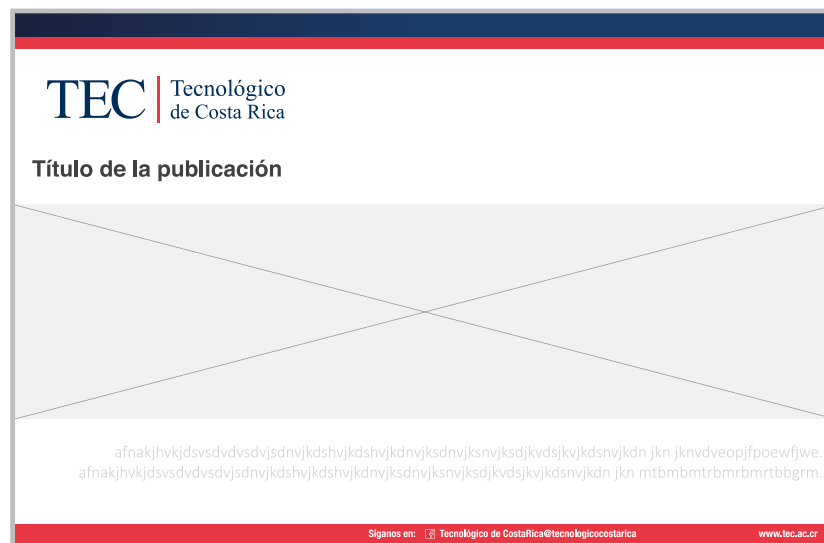 TEC
Tecnológico
de Costa Rica
Título de la publicación
afnakjhvkjdsvsdvdvsdvjsdnvjkdshvjkdshvjkdnvjksdnvjksnvjksdjkvdsjkvjkdsnvjkdn jkn jknvdveopjfpoewfjwe.
afnakjhvkjdsvsdvdvsdvjsdnvjkdshvjkdshvjkdnvjksdnvjksnvjksdjkvdsjkvjkdsnvjkdn jkn mtbmbmtrbmrbmrtbbgrm.
Síganos en: Tecnológico de CostaRica@tecnologicocostarica www.tec.ac.cr